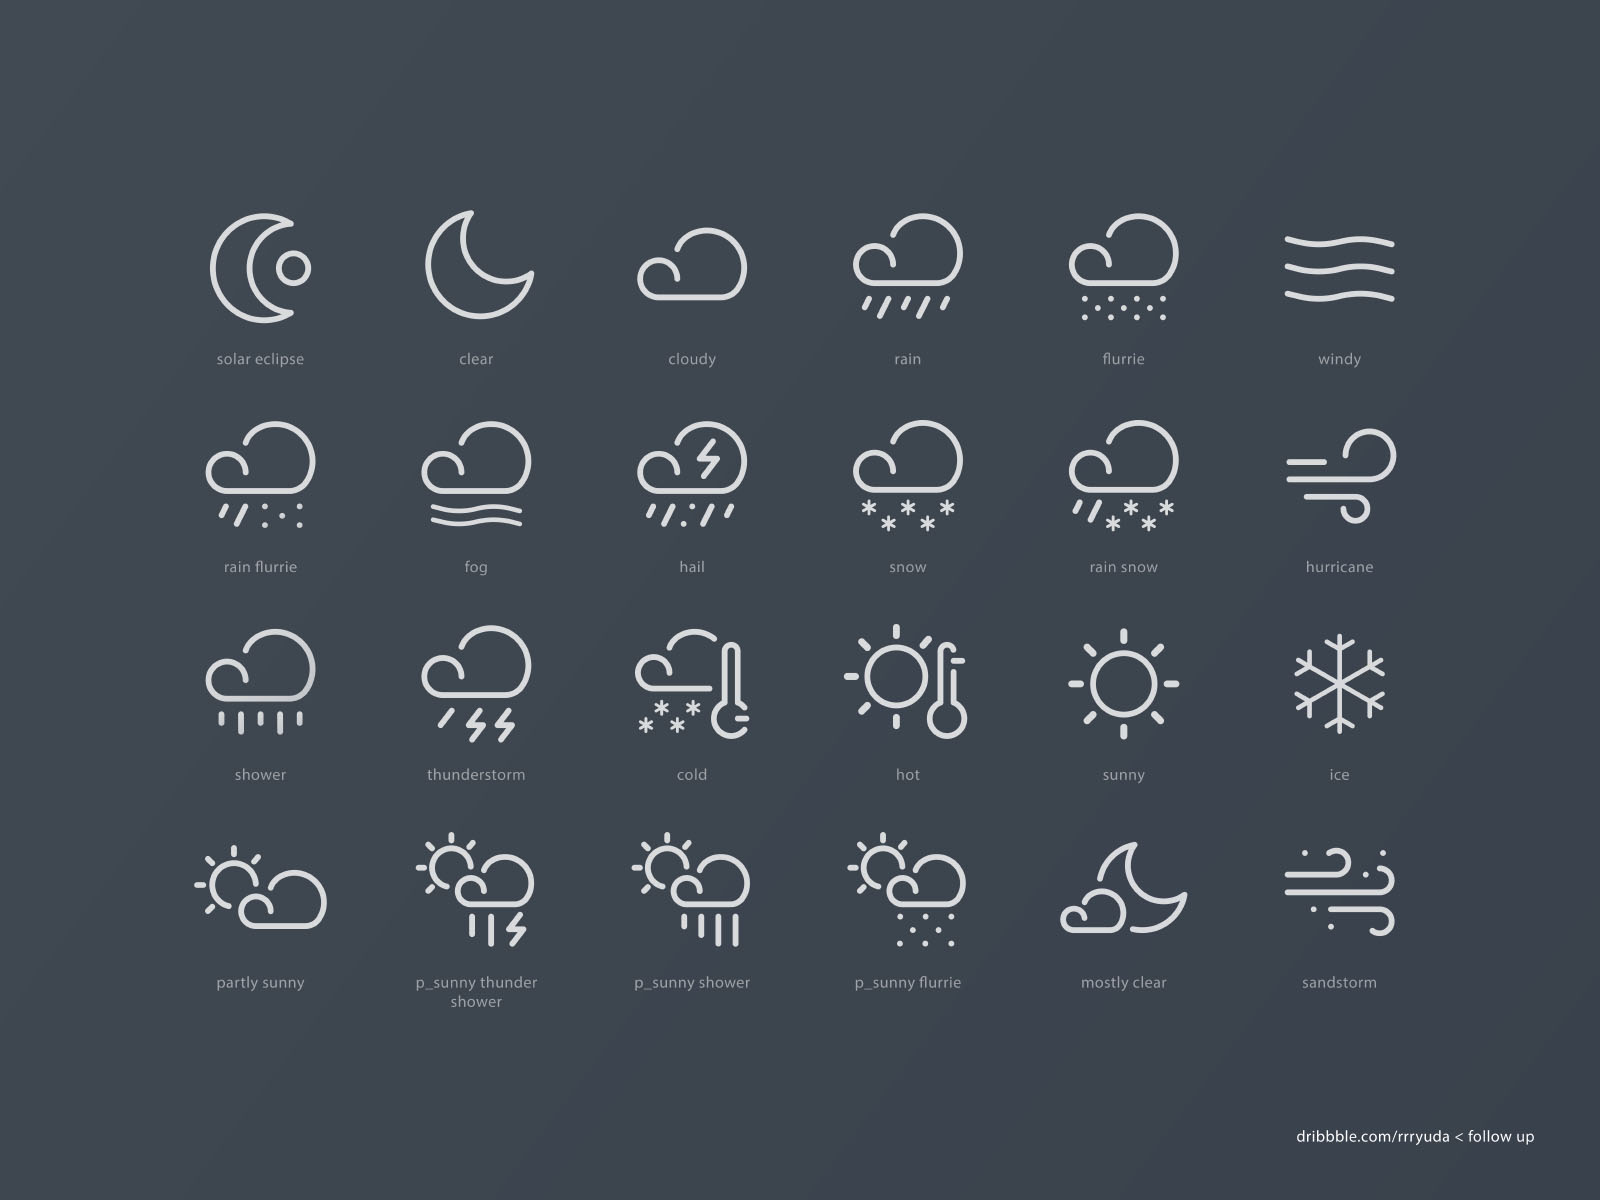 solar eclipse
clear
cloudy
rain
flurrie
windy
rain flurrie
fog
hail
snow
rain snow
hurricane
shower
thunderstorm
cold
hot
sunny
ice
partly sunny
p_sunny thunder
shower
p_sunny shower
p_sunny flurrie
mostly clear
sandstorm
dribbble.com/rrryuda < follow up